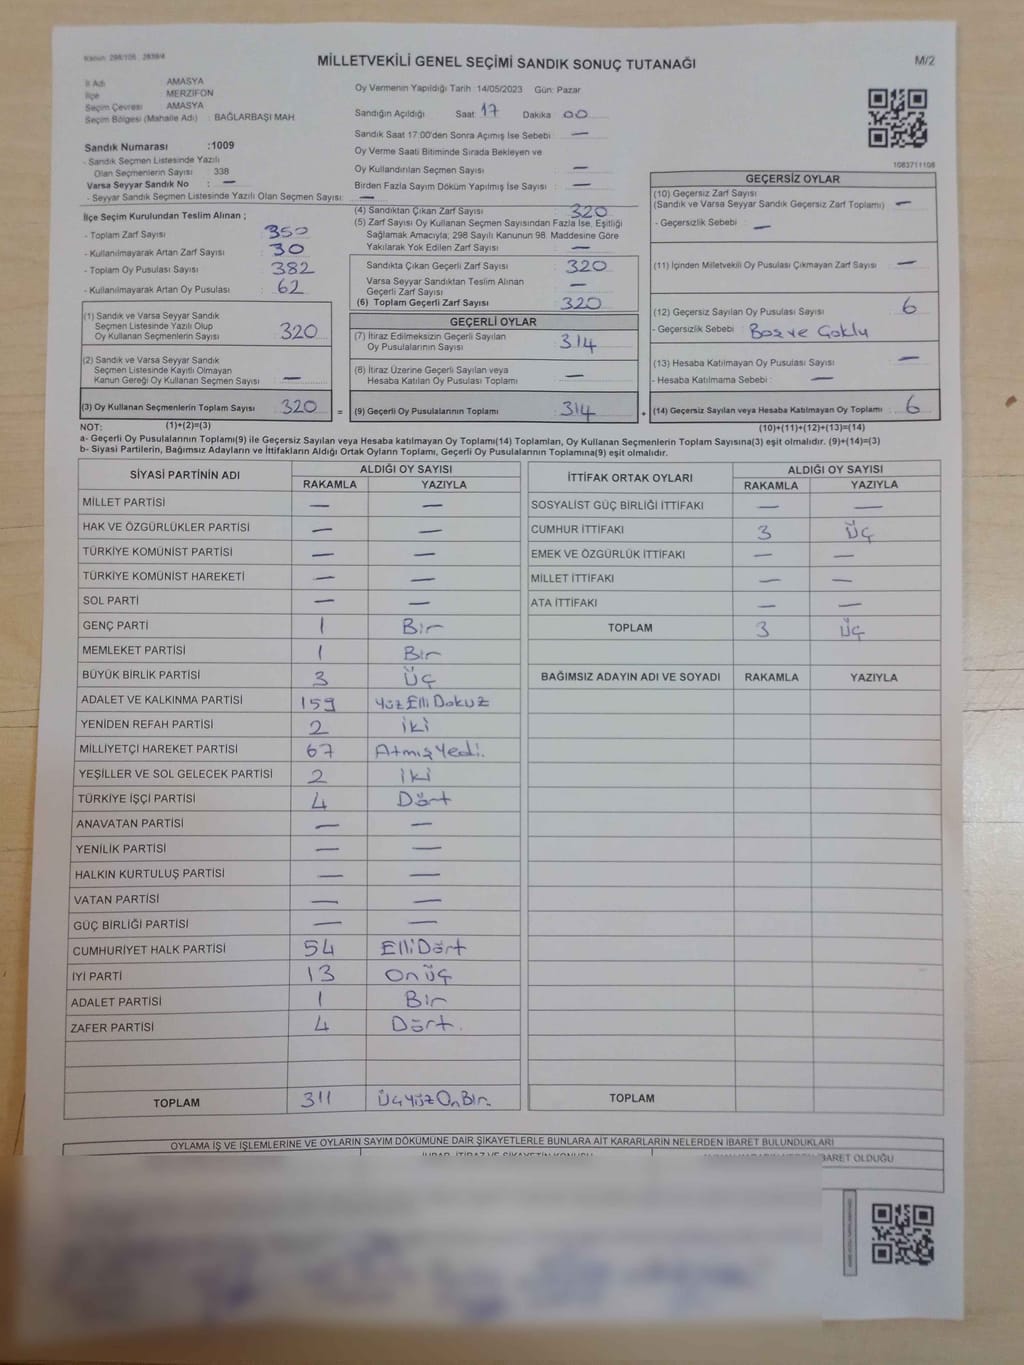 Kanun: 298/105 , 2839/4
MİLLETVEKİLİ GENEL SEÇİMİ SANDIK SONUÇ TUTANAĞI
M/2
İl Adı : AMASYA
İlçe : MERZİFON
Seçim Çevresi : AMASYA
Seçim Bölgesi (Mahalle Adı) : BAĞLARBAŞI MAH
Sandık Numarası :1009
- Sandık Seçmen Listesinde Yazılı
Olan Seçmenlerin Sayısı : 338
Varsa Seyyar Sandık No : —
- Seyyar Sandık Seçmen Listesinde Yazılı Olan Seçmen Sayısı: —
Oy Vermenin Yapıldığı Tarih 14/05/2023 Gün: Pazar
Sandığın Açıldığı Saat 17 Dakika 00
Sandık Saat 17:00'den Sonra Açımış İse Sebebi : —
Oy Verme Saati Bitiminde Sırada Bekleyen ve
Oy Kullandırılan Seçmen Sayısı : —
Birden Fazla Sayım Döküm Yapılmış İse Sayısı : —
1083711108
İlçe Seçim Kurulundan Teslim Alınan ;
- Toplam Zarf Sayısı : 350
- Kullanılmayarak Artan Zarf Sayısı : 30
- Toplam Oy Pusulası Sayısı : 382
- Kullanılmayarak Artan Oy Pusulası : 62
(1) Sandık ve Varsa Seyyar Sandık
Seçmen Listesinde Yazılı Olup
Oy Kullanan Seçmenlerin Sayısı : 320
(2) Sandık ve Varsa Seyyar Sandık
Seçmen Listesinde Kayıtlı Olmayan
Kanun Gereği Oy Kullanan Seçmen Sayısı : —
(3) Oy Kullanan Seçmenlerin Toplam Sayısı : 320
(4) Sandıktan Çıkan Zarf Sayısı : 320
(5) Zarf Sayısı Oy Kullanan Seçmen Sayısından Fazla İse, Eşitliği
Sağlamak Amacıyla; 298 Sayılı Kanunun 98. Maddesine Göre
Yakılarak Yok Edilen Zarf Sayısı : —
Sandıkta Çıkan Geçerli Zarf Sayısı : 320
Varsa Seyyar Sandıktan Teslim Alınan
Geçerli Zarf Sayısı : —
(6) Toplam Geçerli Zarf Sayısı : 320
GEÇERLİ OYLAR
(7) İtiraz Edilmeksizin Geçerli Sayılan
Oy Pusulalarının Sayısı : 314
(8) İtiraz Üzerine Geçerli Sayılan veya
Hesaba Katılan Oy Pusulası Toplamı : —
= (9) Geçerli Oy Pusulalarının Toplamı : 314
GEÇERSİZ OYLAR
(10) Geçersiz Zarf Sayısı
(Sandık ve Varsa Seyyar Sandık Geçersiz Zarf Toplamı) : —
- Geçersizlik Sebebi : —
(11) İçinden Milletvekili Oy Pusulası Çıkmayan Zarf Sayısı : —
(12) Geçersiz Sayılan Oy Pusulası Sayısı : 6
- Geçersizlik Sebebi : Boş ve Çoklu
(13) Hesaba Katılmayan Oy Pusulası Sayısı : —
- Hesaba Katılmama Sebebi : —
+ (14) Geçersiz Sayılan veya Hesaba Katılmayan Oy Toplamı : 6
NOT: (1)+(2)=(3)
(10)+(11)+(12)+(13)=(14)
a- Geçerli Oy Pusulalarının Toplamı(9) ile Geçersiz Sayılan veya Hesaba katılmayan Oy Toplamı(14) Toplamları, Oy Kullanan Seçmenlerin Toplam Sayısına(3) eşit olmalıdır. (9)+(14)=(3)
b- Siyasi Partilerin, Bağımsız Adayların ve İttifakların Aldığı Ortak Oyların Toplamı, Geçerli Oy Pusulalarının Toplamına(9) eşit olmalıdır.
SİYASİ PARTİNİN ADI ALDIĞI OY SAYISI
RAKAMLA YAZIYLA
MİLLET PARTİSİ — —
HAK VE ÖZGÜRLÜKLER PARTİSİ — —
TÜRKİYE KOMÜNİST PARTİSİ — —
TÜRKİYE KOMÜNİST HAREKETİ — —
SOL PARTİ — —
GENÇ PARTİ 1 Bir
MEMLEKET PARTİSİ 1 Bir
BÜYÜK BİRLİK PARTİSİ 3 Üç
ADALET VE KALKINMA PARTİSİ 159 Yüz Elli Dokuz
YENİDEN REFAH PARTİSİ 2 iki
MİLLİYETÇİ HAREKET PARTİSİ 67 Atmış Yedi.
YEŞİLLER VE SOL GELECEK PARTİSİ 2 iki
TÜRKİYE İŞÇİ PARTİSİ 4 Dört
ANAVATAN PARTİSİ — —
YENİLİK PARTİSİ — —
HALKIN KURTULUŞ PARTİSİ — —
VATAN PARTİSİ — —
GÜÇ BİRLİĞİ PARTİSİ — —
CUMHURİYET HALK PARTİSİ 54 Elli Dört
İYİ PARTİ 13 On üç
ADALET PARTİSİ 1 Bir
ZAFER PARTİSİ 4 Dört.
TOPLAM 311 Üç Yüz On Bir.
İTTİFAK ORTAK OYLARI ALDIĞI OY SAYISI
RAKAMLA YAZIYLA
SOSYALİST GÜÇ BİRLİĞİ İTTİFAKI — —
CUMHUR İTTİFAKI 3 Üç
EMEK VE ÖZGÜRLÜK İTTİFAKI — —
MİLLET İTTİFAKI — —
ATA İTTİFAKI — —
TOPLAM 3 Üç
BAĞIMSIZ ADAYIN ADI VE SOYADI RAKAMLA YAZIYLA
TOPLAM
OYLAMA İŞ VE İŞLEMLERİNE VE OYLARIN SAYIM DÖKÜMÜNE DAİR ŞİKAYETLERLE BUNLARA AİT KARARLARIN NELERDEN İBARET BULUNDUKLARI
İBARET OLDUĞU